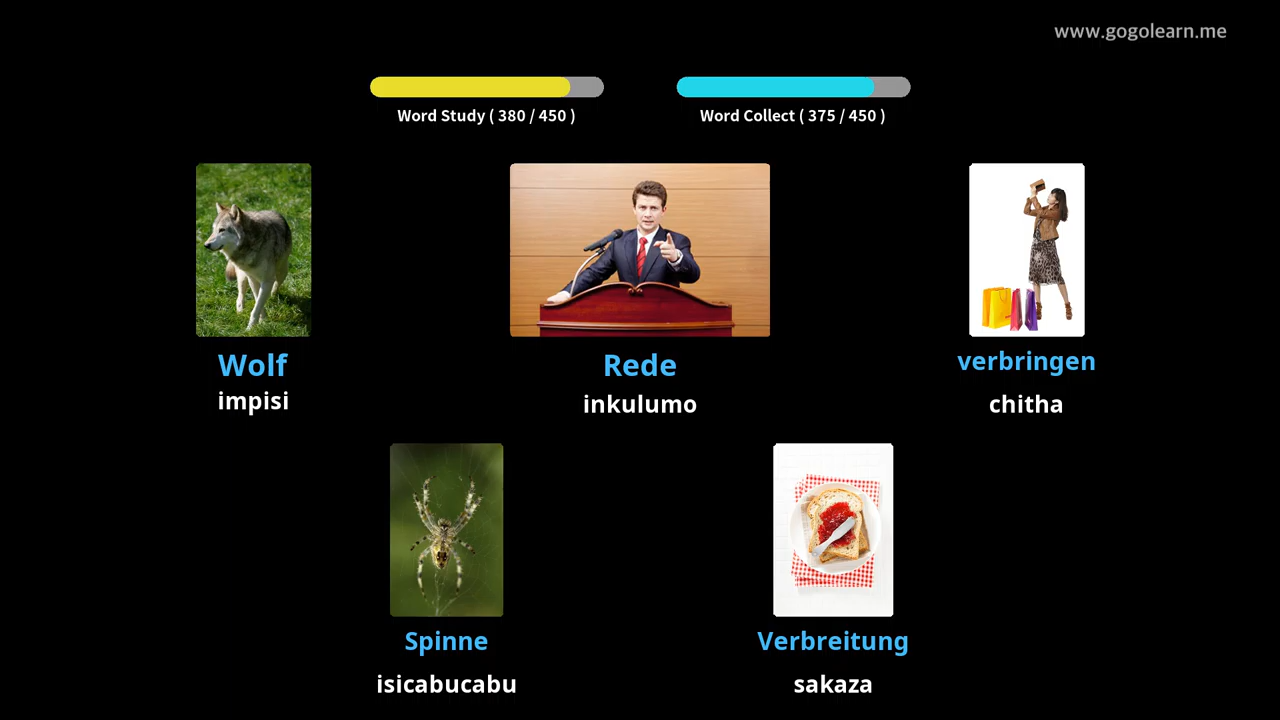 www.gogolearn.me
Word Study ( 380 / 450 )
Word Collect ( 375 / 450 )
Wolf
impisi
Rede
inkulumo
verbringen
chitha
Spinne
isicabucabu
Verbreitung
sakaza